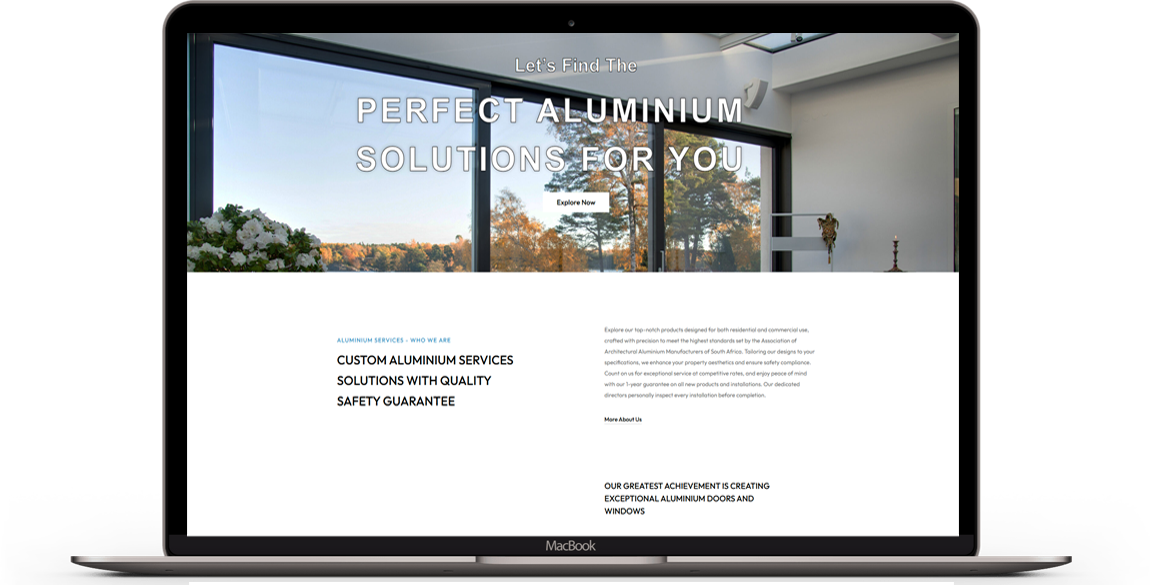 Let's Find The
PERFECT ALUMINIUM
SOLUTIONS FOR YOU
Explore Now
ALUMINIUM SERVICES - WHO WE ARE
CUSTOM ALUMINIUM SERVICES
SOLUTIONS WITH QUALITY
SAFETY GUARANTEE
Explore our top-notch products designed for both residential and commercial use,
crafted with precision to meet the highest standards set by the Association of
Architectural Aluminium Manufacturers of South Africa. Tailoring our designs to your
specifications, we enhance your property aesthetics and ensure safety compliance.
Count on us for exceptional service at competitive rates, and enjoy peace of mind
with our 1-year guarantee on all new products and installations. Our dedicated
directors personally inspect every installation before completion.
More About Us
OUR GREATEST ACHIEVEMENT IS CREATING
EXCEPTIONAL ALUMINIUM DOORS AND
WINDOWS
MacBook